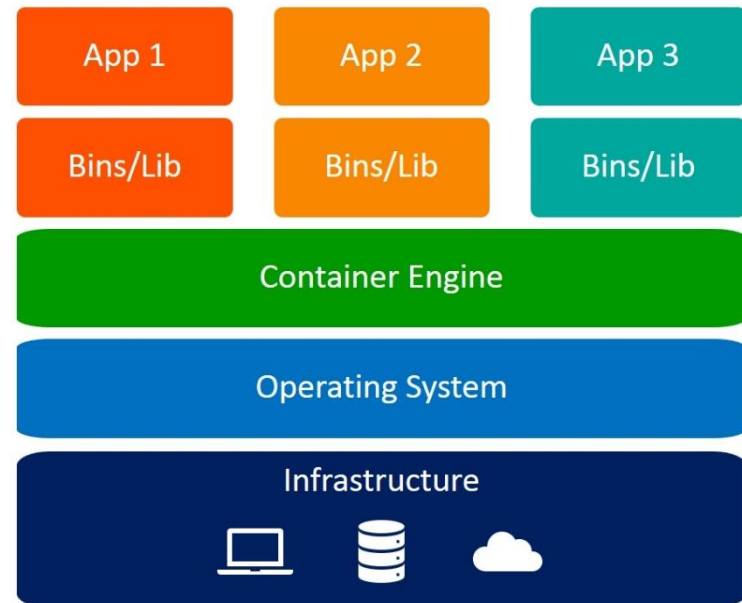 App 1
App 2
App 3
Bins/Lib
Bins/Lib
Bins/Lib
Container Engine
Operating System
Infrastructure